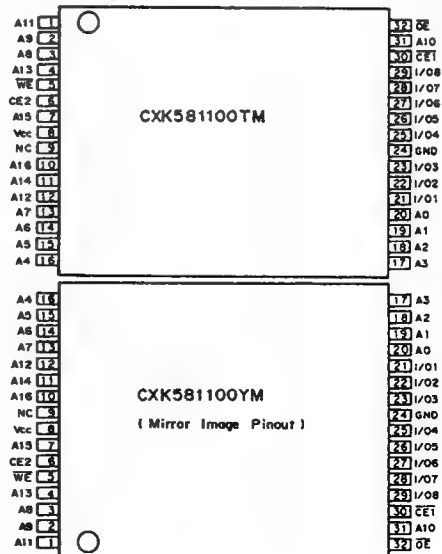 A11 1
A9 2
A8 3
A13 4
W̅E̅ 5
CE2 6
A15 7
Vcc 8
NC 9
A16 10
A14 11
A12 12
A7 13
A6 14
A5 15
A4 16
CXK581100TM
32 O̅E̅
31 A10
30 C̅E̅1̅
29 I/O8
28 I/O7
27 I/O6
26 I/O5
25 I/O4
24 GND
23 I/O3
22 I/O2
21 I/O1
20 A0
19 A1
18 A2
17 A3
A4 16
A5 15
A6 14
A7 13
A12 12
A14 11
A16 10
NC 9
Vcc 8
A15 7
CE2 6
W̅E̅ 5
A13 4
A8 3
A9 2
A11 1
CXK581100YM
( Mirror Image Pinout )
17 A3
18 A2
19 A1
20 A0
21 I/O1
22 I/O2
23 I/O3
24 GND
25 I/O4
26 I/O5
27 I/O6
28 I/O7
29 I/O8
30 C̅E̅1̅
31 A10
32 O̅E̅